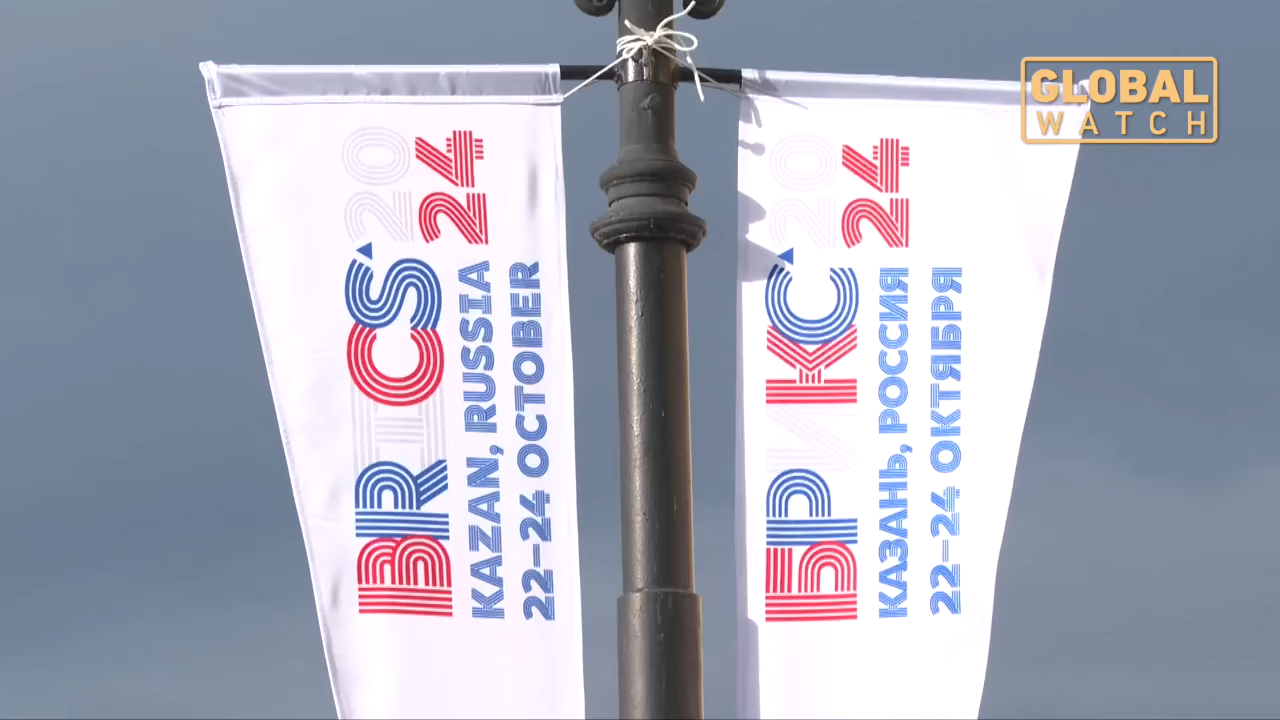 GLOBAL
WATCH
BRICS 2024
KAZAN, RUSSIA
22–24 OCTOBER
БРИКС 2024
КАЗАНЬ, РОССИЯ
22–24 ОКТЯБРЯ